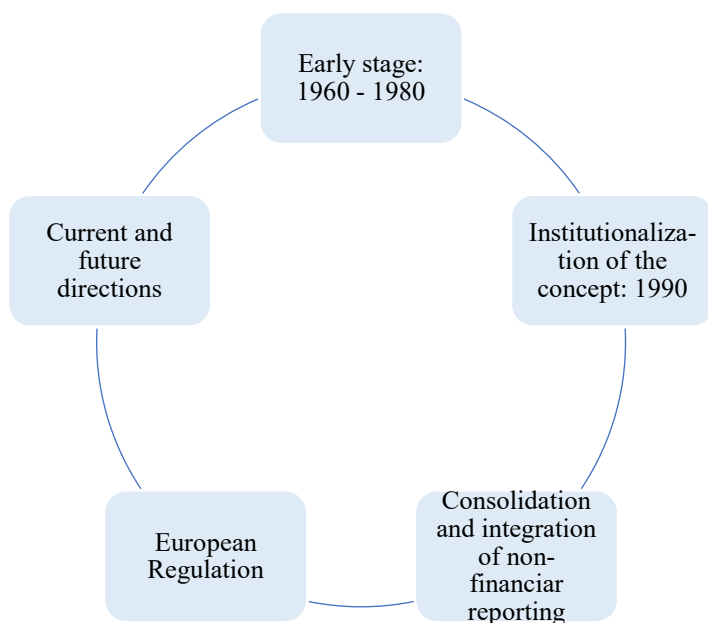 Early stage:
1960 - 1980
Institutionaliza-
tion of the
concept: 1990
Consolidation
and integration
of non-
financiar
reporting
European
Regulation
Current and
future
directions